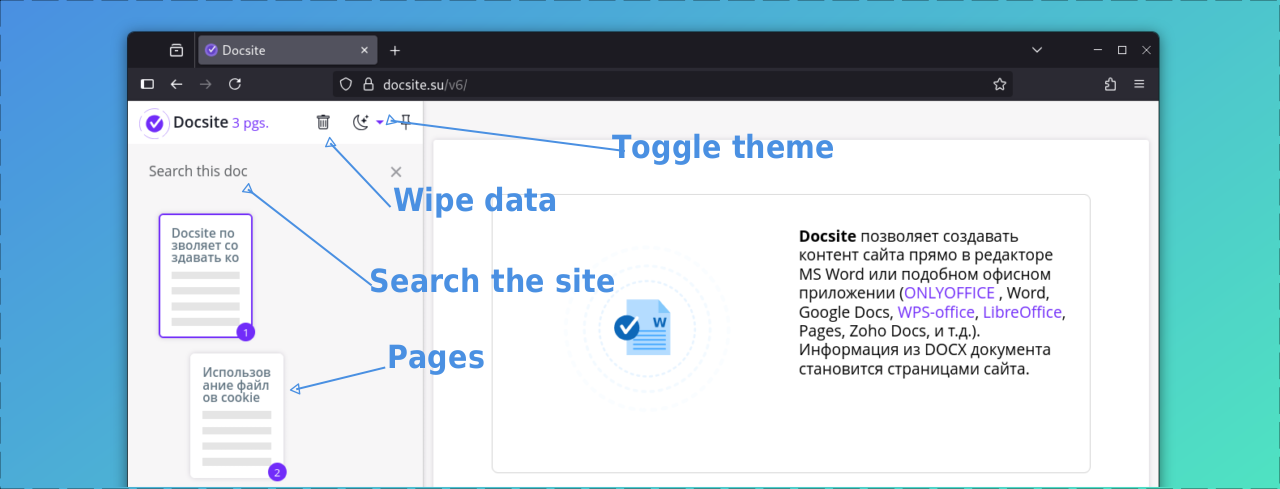 Docsite
docsite.su/v6/
Docsite 3 pgs.
Toggle theme
Search this doc
Wipe data
Docsite по
зволяет со
здавать ко
1
Search the site
Pages
Использов
ание файл
ов cookie
2
W
Docsite позволяет создавать
контент сайта прямо в редакторе
MS Word или подобном офисном
приложении (ONLYOFFICE , Word,
Google Docs, WPS-office, LibreOffice,
Pages, Zoho Docs, и т.д.).
Информация из DOCX документа
становится страницами сайта.